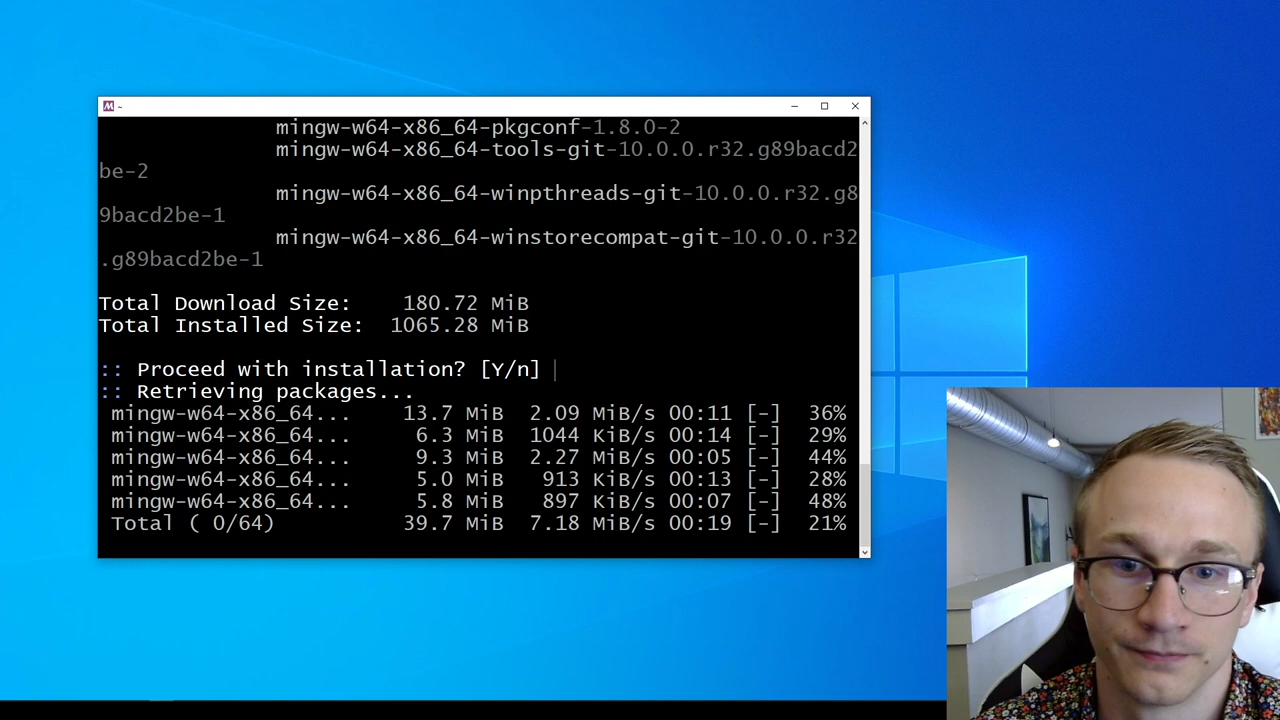 ~
mingw-w64-x86_64-pkgconf-1.8.0-2
mingw-w64-x86_64-tools-git-10.0.0.r32.g89bacd2
be-2
mingw-w64-x86_64-winpthreads-git-10.0.0.r32.g8
9bacd2be-1
mingw-w64-x86_64-winstorecompat-git-10.0.0.r32
.g89bacd2be-1
Total Download Size: 180.72 MiB
Total Installed Size: 1065.28 MiB
:: Proceed with installation? [Y/n]
:: Retrieving packages...
mingw-w64-x86_64... 13.7 MiB 2.09 MiB/s 00:11 [-] 36%
mingw-w64-x86_64... 6.3 MiB 1044 KiB/s 00:14 [-] 29%
mingw-w64-x86_64... 9.3 MiB 2.27 MiB/s 00:05 [-] 44%
mingw-w64-x86_64... 5.0 MiB 913 KiB/s 00:13 [-] 28%
mingw-w64-x86_64... 5.8 MiB 897 KiB/s 00:07 [-] 48%
Total ( 0/64) 39.7 MiB 7.18 MiB/s 00:19 [-] 21%